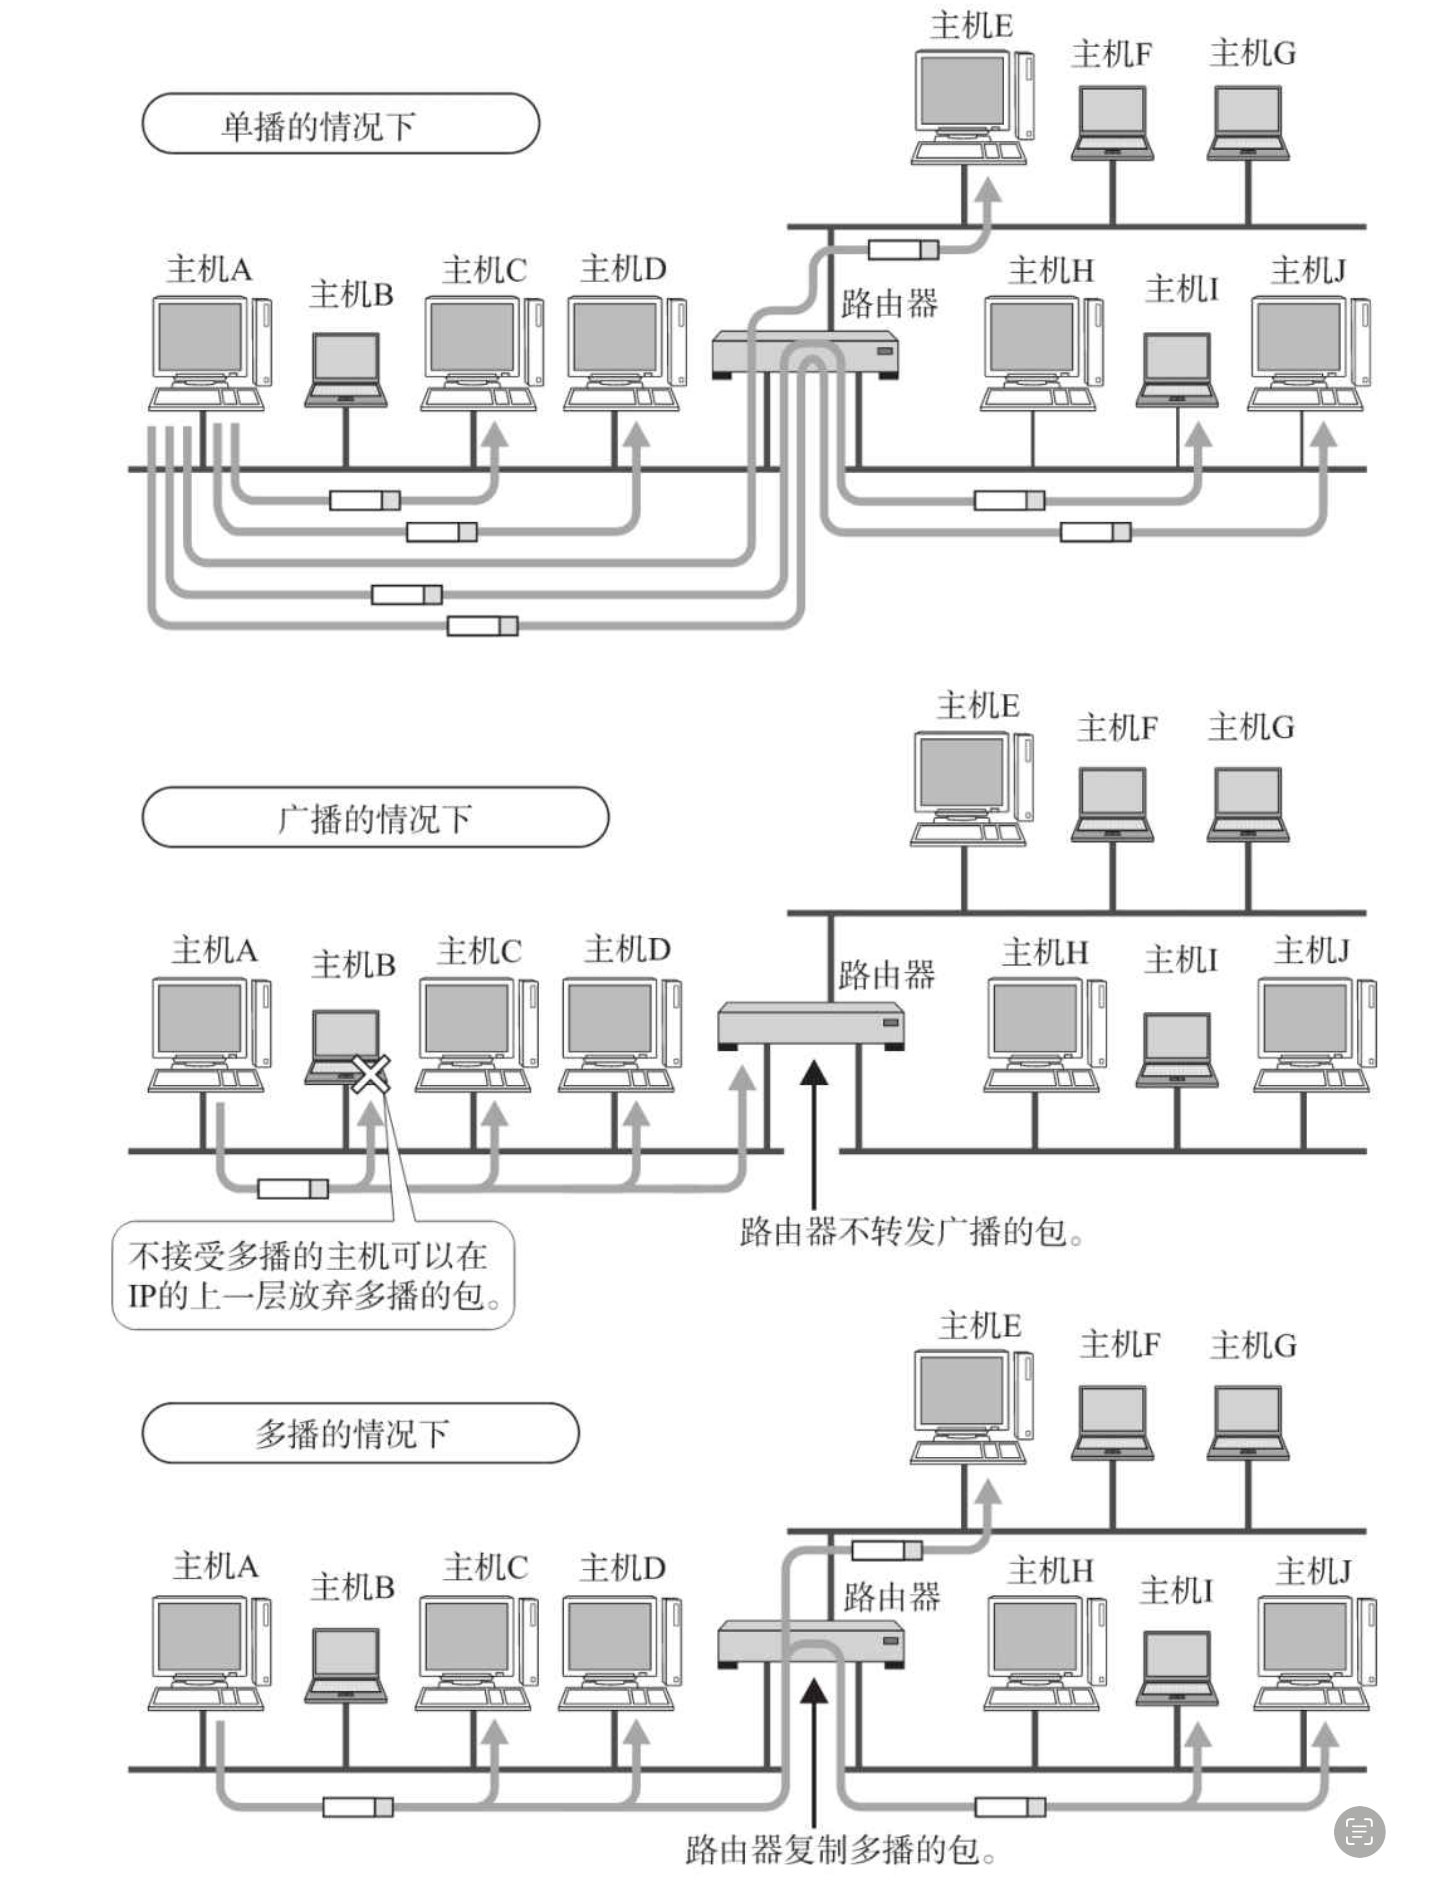 主机E
主机F
主机G
单播的情况下
主机A
主机B
主机C
主机D
路由器
主机H
主机I
主机J
主机E
主机F
主机G
广播的情况下
主机A
主机B
主机C
主机D
路由器
主机H
主机I
主机J
路由器不转发广播的包。
不接受多播的主机可以在
IP的上一层放弃多播的包。
主机E
主机F
主机G
多播的情况下
主机A
主机B
主机C
主机D
路由器
主机H
主机I
主机J
路由器复制多播的包。